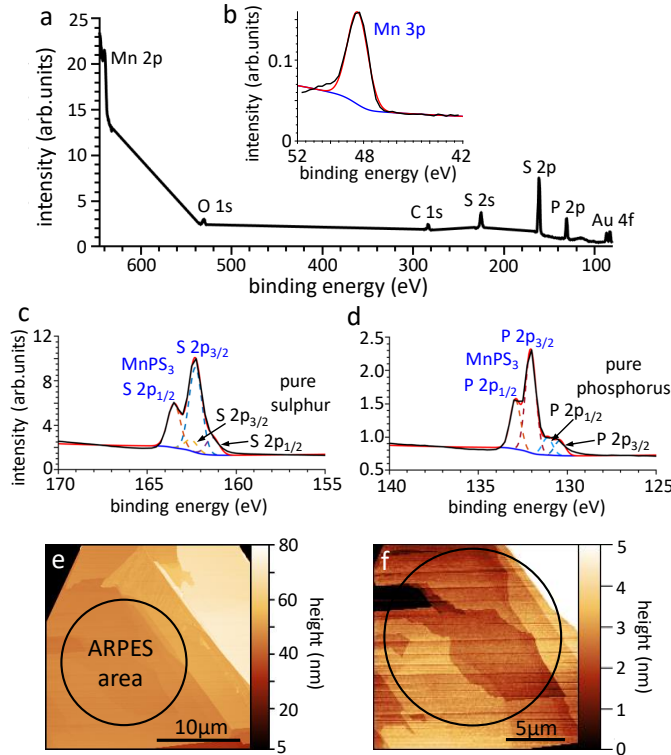 a
b
Mn 3p
intensity (arb.units)
0.1
0
52
48
42
binding energy (eV)
intensity (arb.units)
25
20
15
10
5
0
Mn 2p
O 1s
C 1s
S 2s
S 2p
P 2p
Au 4f
600
500
400
300
200
100
binding energy (eV)
c
intensity (arb.units)
12
8
4
0
S 2p3/2
MnPS3
S 2p1/2
pure
sulphur
S 2p3/2
S 2p1/2
170
165
160
155
binding energy (eV)
d
2.5
2.0
1.5
1.0
0.5
P 2p3/2
MnPS3
P 2p1/2
pure
phosphorus
P 2p1/2
P 2p3/2
140
135
130
125
binding energy (eV)
e
ARPES
area
10μm
80
60
40
20
5
height (nm)
f
5μm
5
4
3
2
1
0
height (nm)